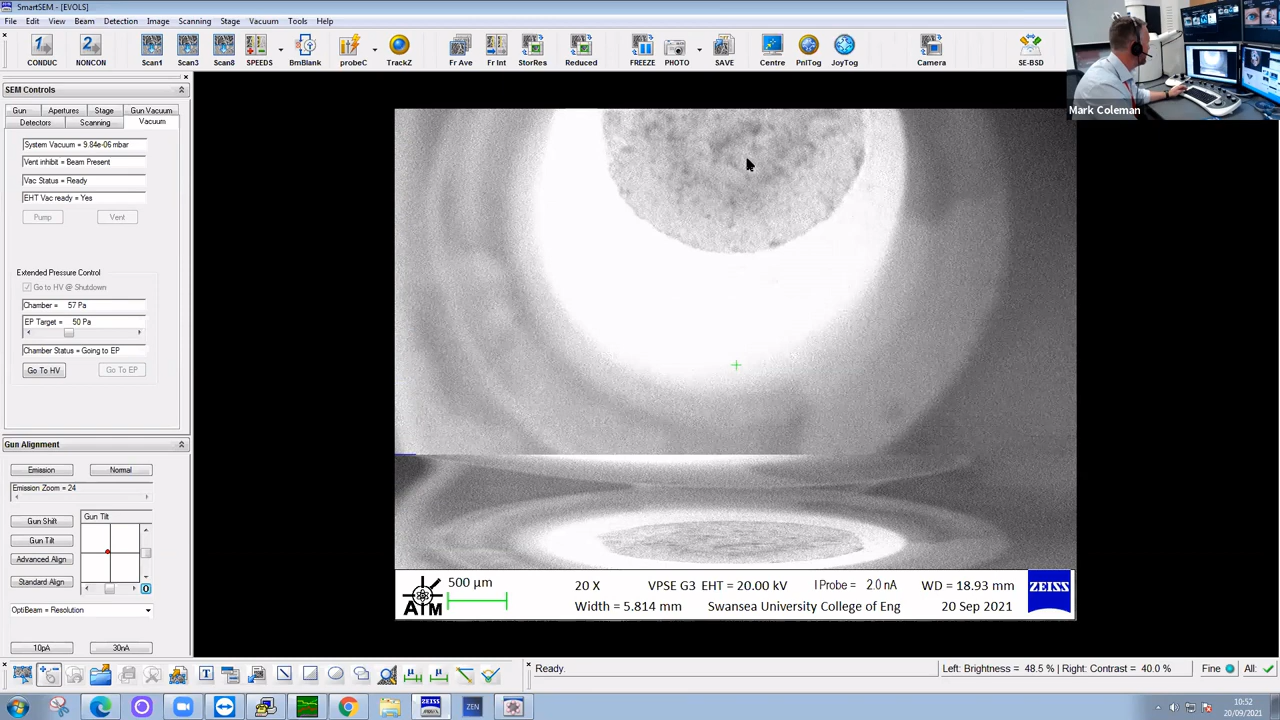 SmartSEM - [EVOLS]
File Edit View Beam Detection Image Scanning Stage Vacuum Tools Help
1 2
CONDUC NONCON Scan1 Scan3 Scan8 SPEEDS BmBlank probeC TrackZ Fr Ave Fr Int StorRes Reduced FREEZE PHOTO SAVE Centre PnlTog JoyTog Camera SE-BSD
Mark Coleman
SEM Controls
Gun Apertures Stage Gun Vacuum
Detectors Scanning Vacuum
System Vacuum = 9.84e-06 mbar
Vent inhibit = Beam Present
Vac Status = Ready
EHT Vac ready = Yes
Pump Vent
Extended Pressure Control
Go to HV @ Shutdown
Chamber = 57 Pa
EP Target = 50 Pa
Chamber Status = Going to EP
Go To HV Go To EP
Gun Alignment
Emission Normal
Emission Zoom = 24
Gun Shift
Gun Tilt
Gun Tilt
Advanced Align
Standard Align
OptiBeam = Resolution
10pA 30nA
AIM
500 µm
20 X VPSE G3 EHT = 20.00 kV I Probe = 2.0 nA WD = 18.93 mm
Width = 5.814 mm Swansea University College of Eng 20 Sep 2021
ZEISS
T
Ready.
Left: Brightness = 48.5 % Right: Contrast = 40.0 % Fine All:
ZEISS
ZEN
10:52
20/09/2021